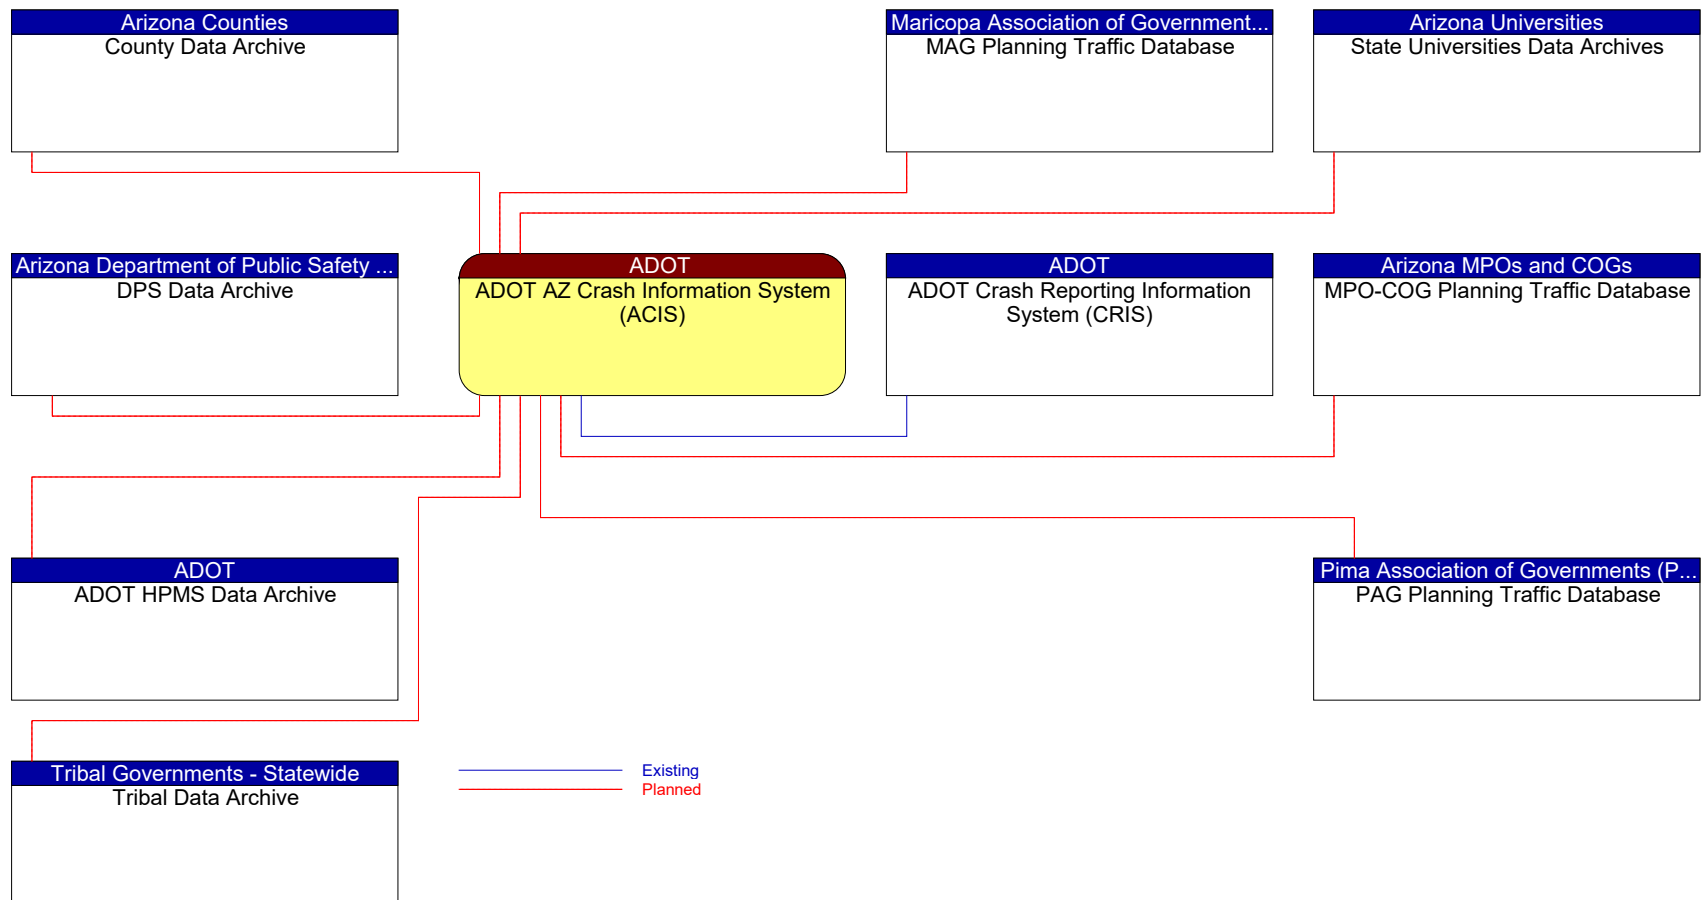 Arizona Counties
County Data Archive
Maricopa Association of Government...
MAG Planning Traffic Database
Arizona Universities
State Universities Data Archives
Arizona Department of Public Safety ...
DPS Data Archive
ADOT
ADOT AZ Crash Information System
(ACIS)
ADOT
ADOT Crash Reporting Information
System (CRIS)
Arizona MPOs and COGs
MPO-COG Planning Traffic Database
ADOT
ADOT HPMS Data Archive
Pima Association of Governments (P...
PAG Planning Traffic Database
Tribal Governments - Statewide
Tribal Data Archive
Existing
Planned